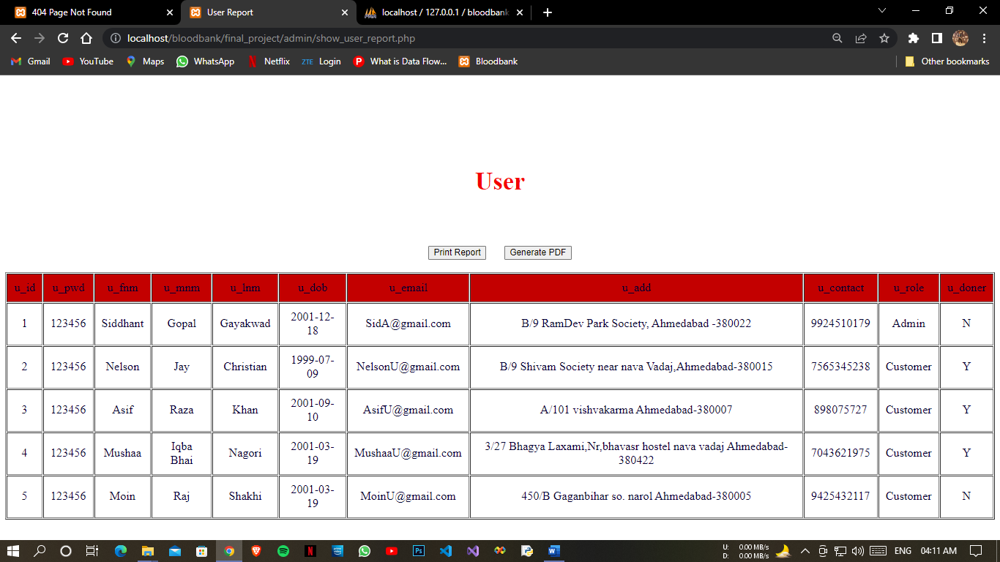 404 Page Not Found
User Report
localhost / 127.0.0.1 / bloodbank
localhost/bloodbank/final_project/admin/show_user_report.php
Gmail YouTube Maps WhatsApp Netflix ZTE Login What is Data Flow... Bloodbank Other bookmarks
User
Print Report Generate PDF
u_id u_pwd u_fnm u_mnm u_lnm u_dob u_email u_add u_contact u_role u_doner
1 123456 Siddhant Gopal Gayakwad 2001-12-
18 SidA@gmail.com B/9 RamDev Park Society, Ahmedabad -380022 9924510179 Admin N
2 123456 Nelson Jay Christian 1999-07-
09 NelsonU@gmail.com B/9 Shivam Society near nava Vadaj,Ahmedabad-380015 7565345238 Customer Y
3 123456 Asif Raza Khan 2001-09-
10 AsifU@gmail.com A/101 vishvakarma Ahmedabad-380007 898075727 Customer Y
4 123456 Mushaa Iqba
Bhai Nagori 2001-03-
19 MushaaU@gmail.com 3/27 Bhagya Laxami,Nr,bhavasr hostel nava vadaj Ahmedabad-
380422 7043621975 Customer Y
5 123456 Moin Raj Shakhi 2001-03-
19 MoinU@gmail.com 450/B Gaganbihar so. narol Ahmedabad-380005 9425432117 Customer N
U: 0.00 MB/s
D: 0.00 MB/s
ENG 04:11 AM